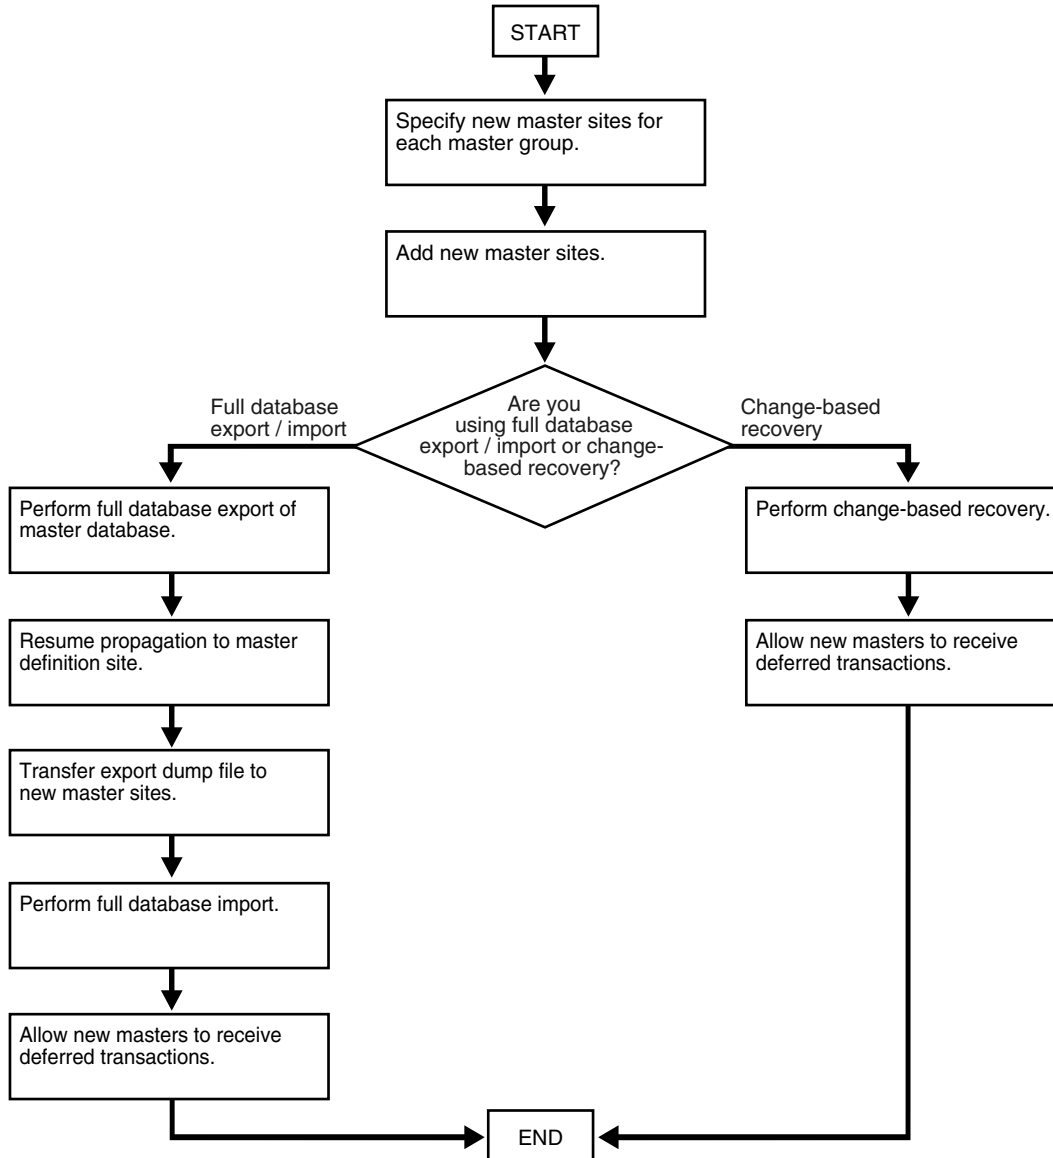 START
Specify new master sites for
each master group.
Add new master sites.
Are you
using full database
export / import or change-
based recovery?
Full database
export / import
Change-based
recovery
Perform full database export of
master database.
Resume propagation to master
definition site.
Transfer export dump file to
new master sites.
Perform full database import.
Allow new masters to receive
deferred transactions.
Perform change-based recovery.
Allow new masters to receive
deferred transactions.
END